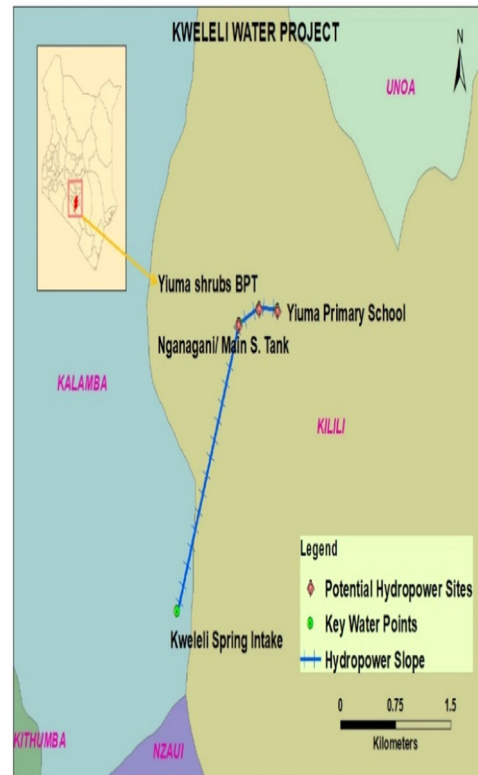 KWELELI WATER PROJECT
N
UNOA
Yiuma shrubs BPT
Yiuma Primary School
Nganagani/ Main S. Tank
KALAMBA
KILILI
Legend
Potential Hydropower Sites
Key Water Points
Hydropower Slope
Kweleli Spring Intake
0 0.75 1.5
Kilometers
KITHUMBA
NZAUI